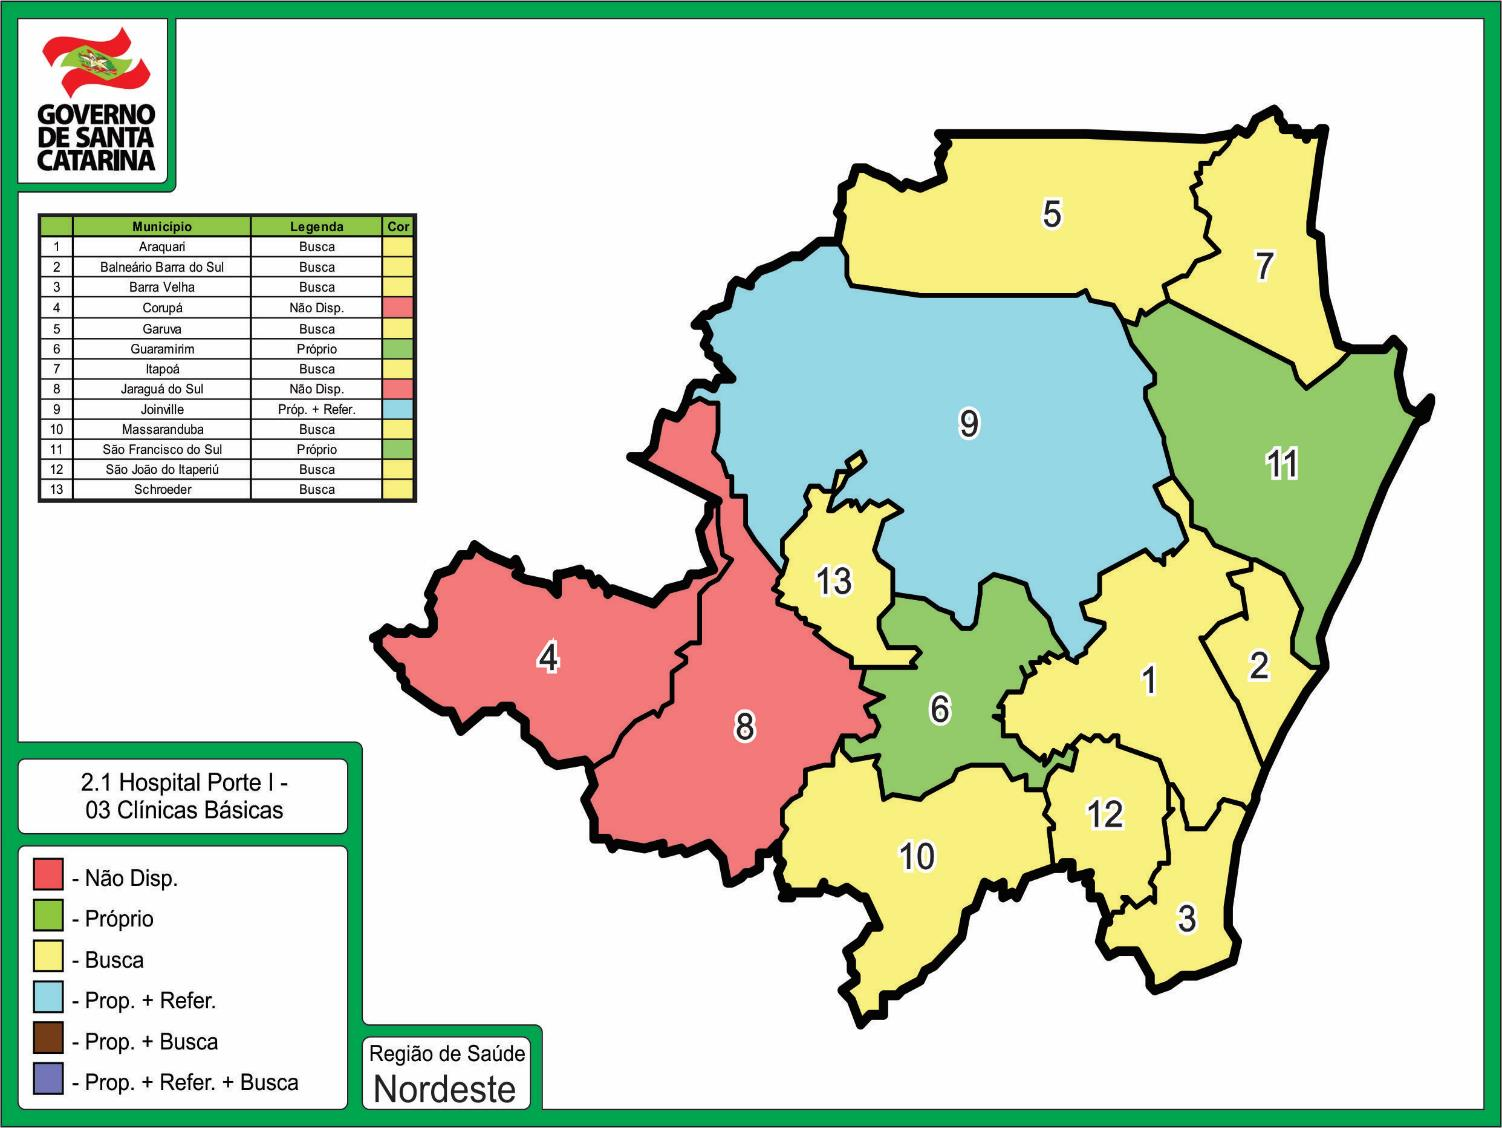 GOVERNO
DE SANTA
CATARINA
Município Legenda Cor
1 Araquari Busca
2 Balneário Barra do Sul Busca
3 Barra Velha Busca
4 Corupá Não Disp.
5 Garuva Busca
6 Guaramirim Próprio
7 Itapoá Busca
8 Jaraguá do Sul Não Disp.
9 Joinville Próp. + Refer.
10 Massaranduba Busca
11 São Francisco do Sul Próprio
12 São João do Itaperiú Busca
13 Schroeder Busca
5
7
9
11
13
4
1
2
6
8
12
10
3
2.1 Hospital Porte I -
03 Clínicas Básicas
- Não Disp.
- Próprio
- Busca
- Prop. + Refer.
- Prop. + Busca
- Prop. + Refer. + Busca
Região de Saúde
Nordeste